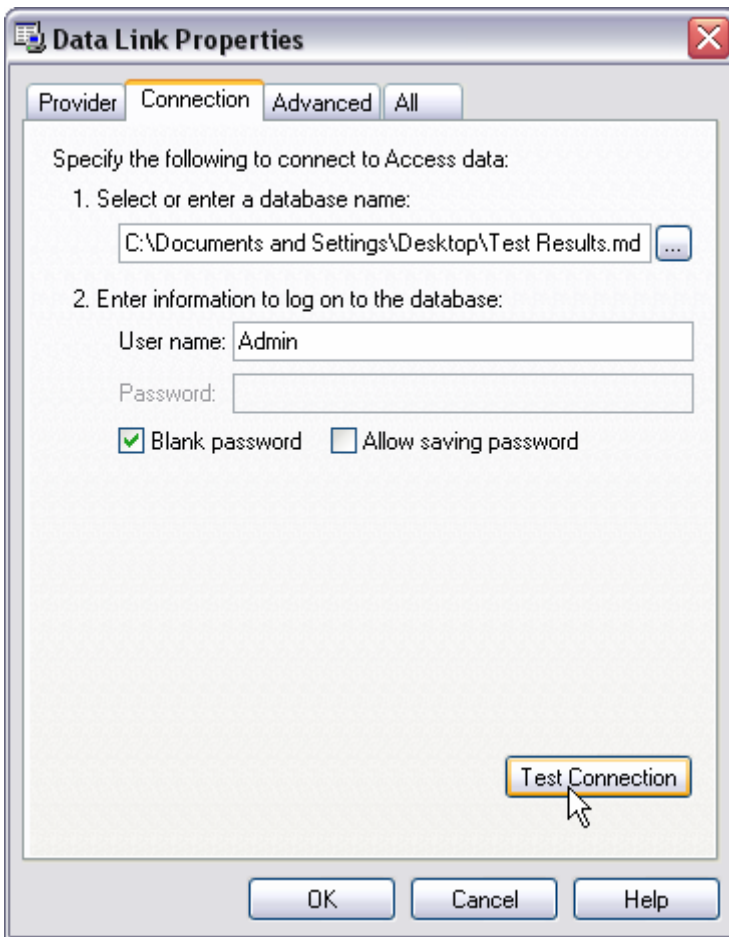 Data Link Properties
Provider Connection Advanced All
Specify the following to connect to Access data:
1. Select or enter a database name:
C:\Documents and Settings\Desktop\Test Results.md ...
2. Enter information to log on to the database:
User name: Admin
Password:
Blank password Allow saving password
Test Connection
OK Cancel Help